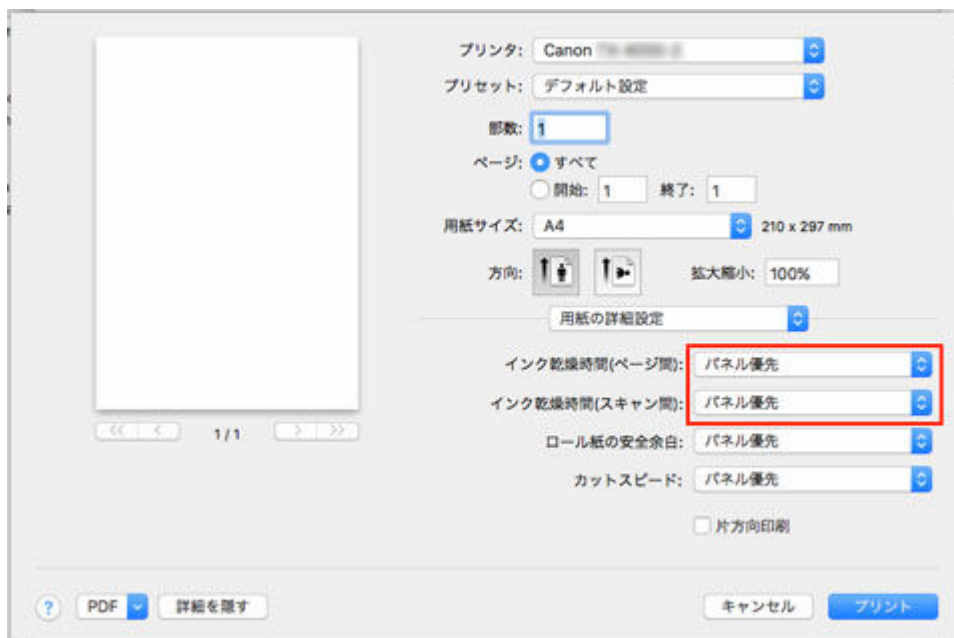 プリンタ: Canon
プリセット: デフォルト設定
部数: 1
ページ: すべて
開始: 1 終了: 1
用紙サイズ: A4 210 x 297 mm
方向: 拡大縮小: 100%
用紙の詳細設定
インク乾燥時間(ページ間): パネル優先
インク乾燥時間(スキャン間): パネル優先
ロール紙の安全余白: パネル優先
カットスピード: パネル優先
片方向印刷
1/1
? PDF 詳細を隠す キャンセル プリント